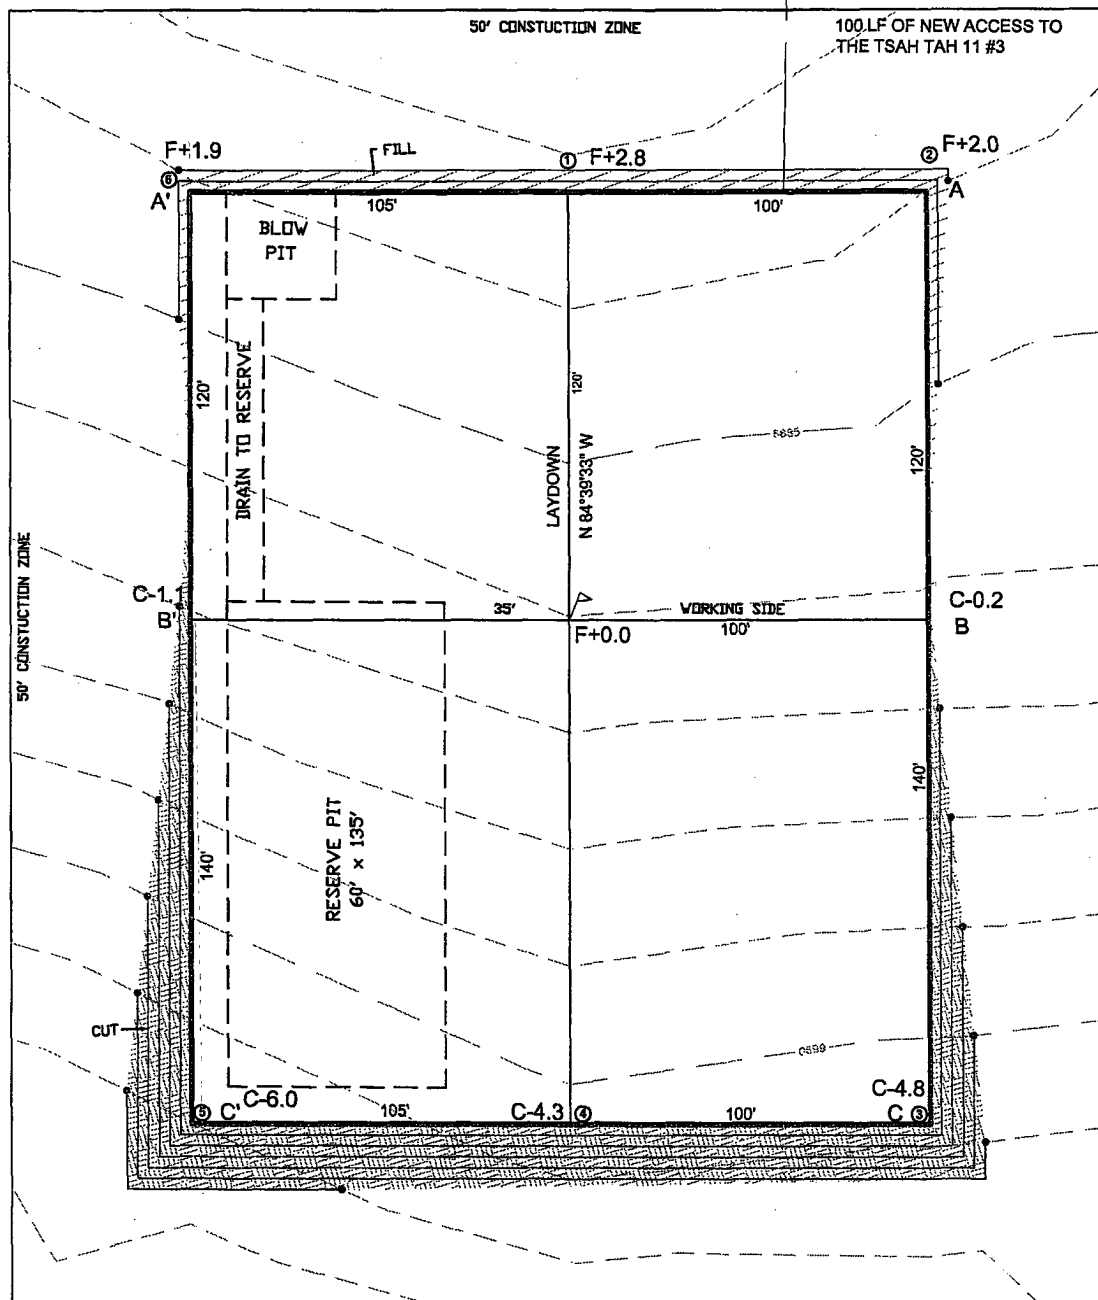 50' CONSTUCTION ZONE
100 LF OF NEW ACCESS TO
THE TSAH TAH 11 #3
F+1.9
FILL
1
F+2.8
2
F+2.0
6
A'
A
105'
100'
BLOW
PIT
DRAIN TO RESERVE
120'
120'
LAYDOWN
N 84°39'33" W
5695
120'
50' CONSTUCTION ZONE
C-1.1
B'
35'
WORKING SIDE
100'
F+0.0
C-0.2
B
RESERVE PIT
60' x 135'
140'
140'
CUT
C-6.0
5
C'
105'
C-4.3
4
100'
C-4.8
C
3